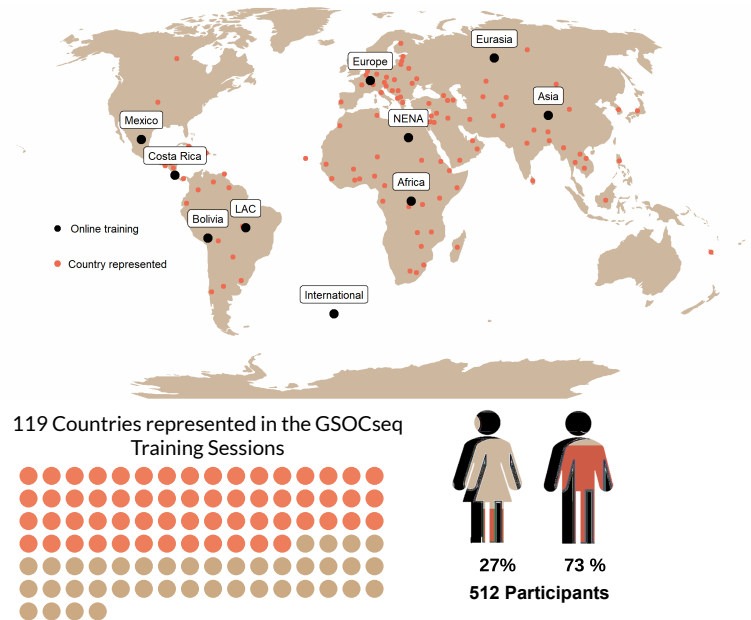 Eurasia
Europe
Asia
Mexico
NENA
Costa Rica
Africa
LAC
Bolivia
Online training
Country represented
International
119 Countries represented in the GSOCseq
Training Sessions
27%
73 %
512 Participants